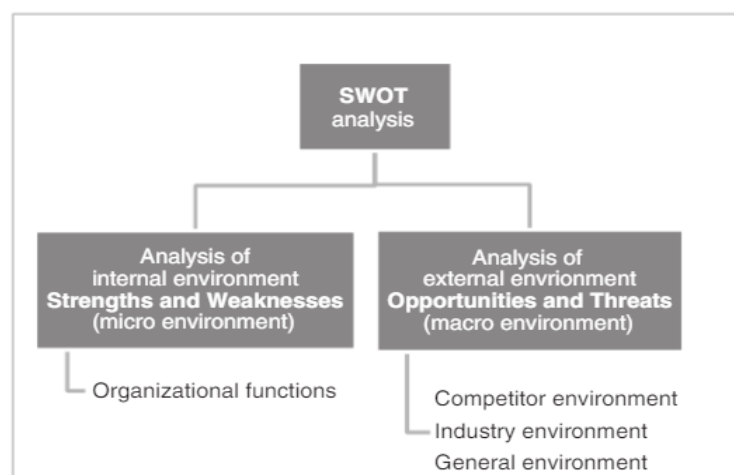 SWOT
analysis
Analysis of
internal environment
Strengths and Weaknesses
(micro environment)
Analysis of
external envrionment
Opportunities and Threats
(macro environment)
Organizational functions
Competitor environment
Industry environment
General environment